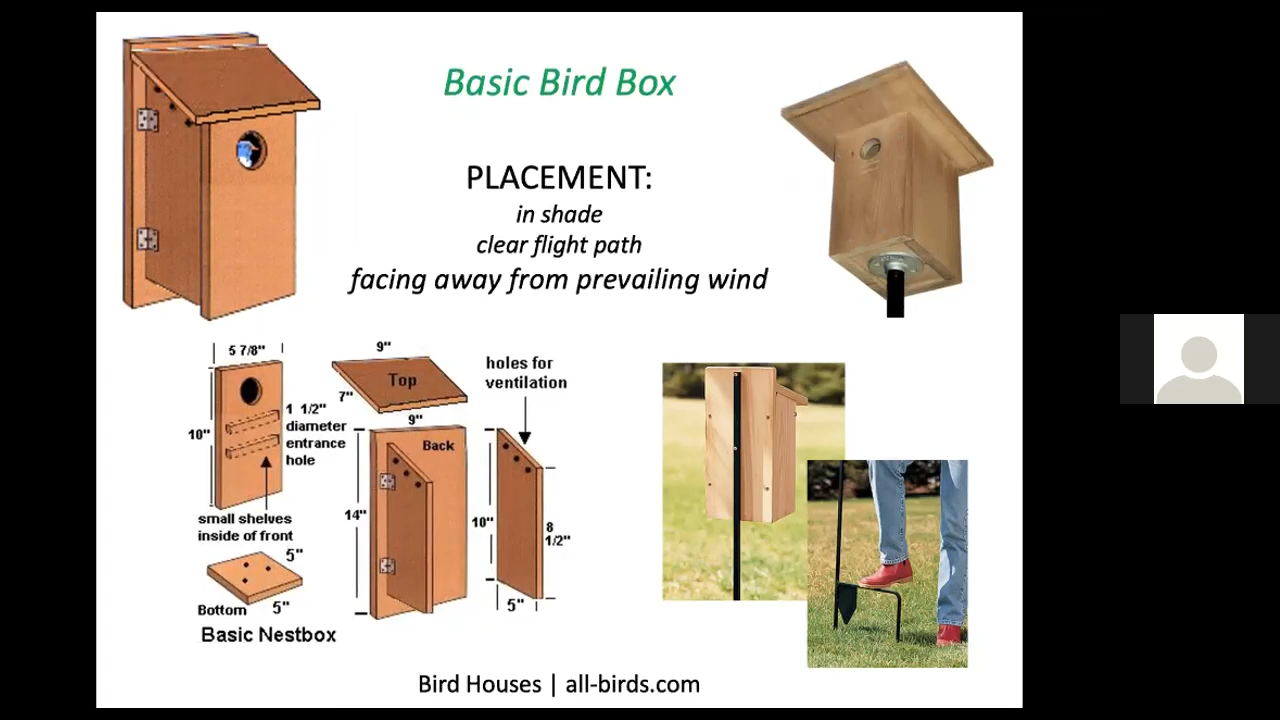 Basic Bird Box
PLACEMENT:
in shade
clear flight path
facing away from prevailing wind
5 7/8"
10"
1 1/2"
diameter
entrance
hole
small shelves
inside of front
5"
Bottom
5"
Basic Nestbox
9"
Top
7"
9"
Back
14"
holes for
ventilation
10"
8
1/2"
5"
Bird Houses | all-birds.com